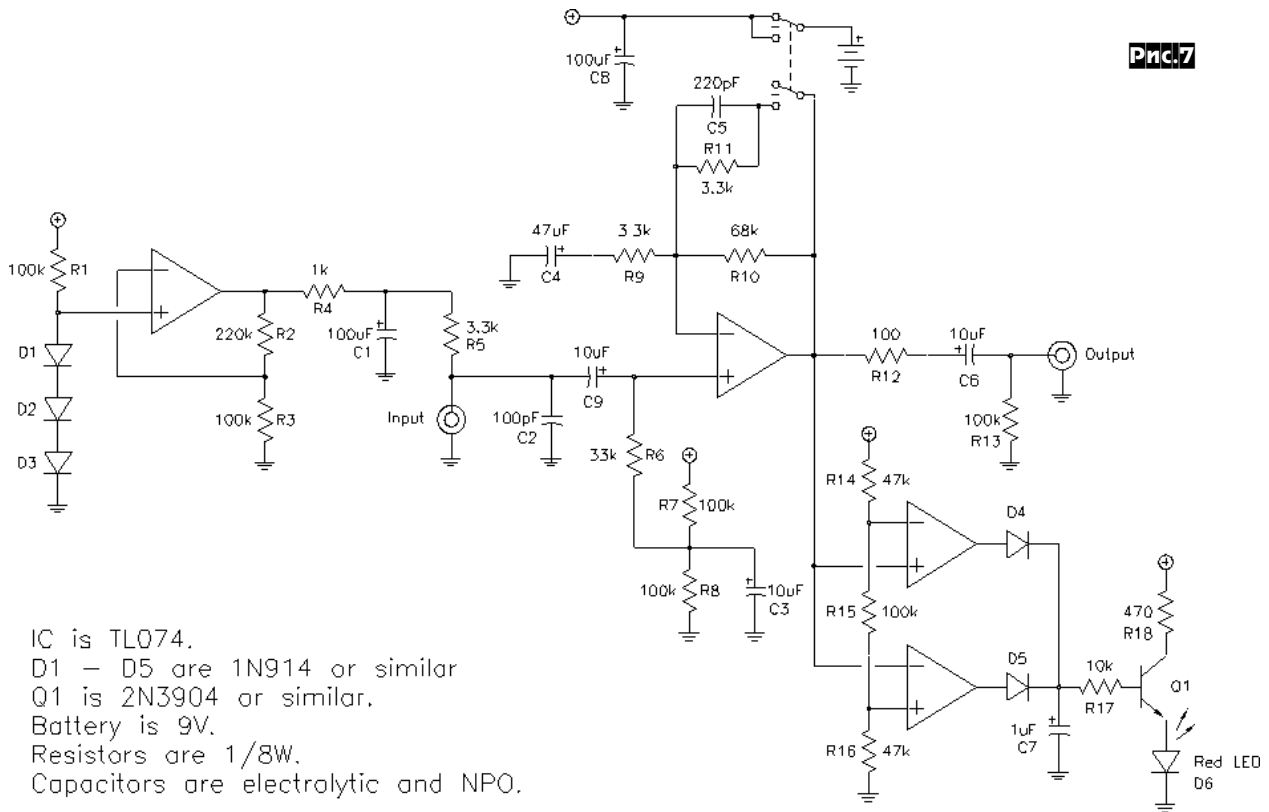 Рис.7
100uF
C8
220pF
C5
R11
3.3k
47uF
C4
3.3k
R9
68k
R10
100k
R1
1k
R4
220k
R2
100uF
C1
3.3k
R5
D1
D2
D3
100k
R3
Input
100pF
C2
10uF
C9
33k
R6
R7
100k
100k
R8
10uF
C3
100
R12
10uF
C6
Output
100k
R13
R14
47k
D4
R15
100k
D5
R16
47k
10k
R17
1uF
C7
470
R18
Q1
Red LED
D6
IC is TL074.
D1 – D5 are 1N914 or similar
Q1 is 2N3904 or similar.
Battery is 9V.
Resistors are 1/8W.
Capacitors are electrolytic and NPO.